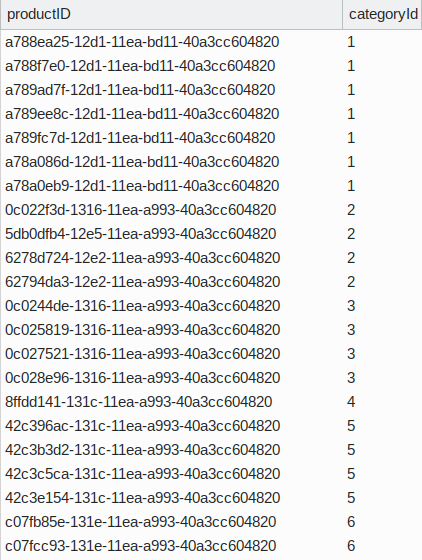 productID categoryId
a788ea25-12d1-11ea-bd11-40a3cc604820 1
a788f7e0-12d1-11ea-bd11-40a3cc604820 1
a789ad7f-12d1-11ea-bd11-40a3cc604820 1
a789ee8c-12d1-11ea-bd11-40a3cc604820 1
a789fc7d-12d1-11ea-bd11-40a3cc604820 1
a78a086d-12d1-11ea-bd11-40a3cc604820 1
a78a0eb9-12d1-11ea-bd11-40a3cc604820 1
0c022f3d-1316-11ea-a993-40a3cc604820 2
5db0dfb4-12e5-11ea-a993-40a3cc604820 2
6278d724-12e2-11ea-a993-40a3cc604820 2
62794da3-12e2-11ea-a993-40a3cc604820 2
0c0244de-1316-11ea-a993-40a3cc604820 3
0c025819-1316-11ea-a993-40a3cc604820 3
0c027521-1316-11ea-a993-40a3cc604820 3
0c028e96-1316-11ea-a993-40a3cc604820 3
8ffdd141-131c-11ea-a993-40a3cc604820 4
42c396ac-131c-11ea-a993-40a3cc604820 5
42c3b3d2-131c-11ea-a993-40a3cc604820 5
42c3c5ca-131c-11ea-a993-40a3cc604820 5
42c3e154-131c-11ea-a993-40a3cc604820 5
c07fb85e-131e-11ea-a993-40a3cc604820 6
c07fcc93-131e-11ea-a993-40a3cc604820 6